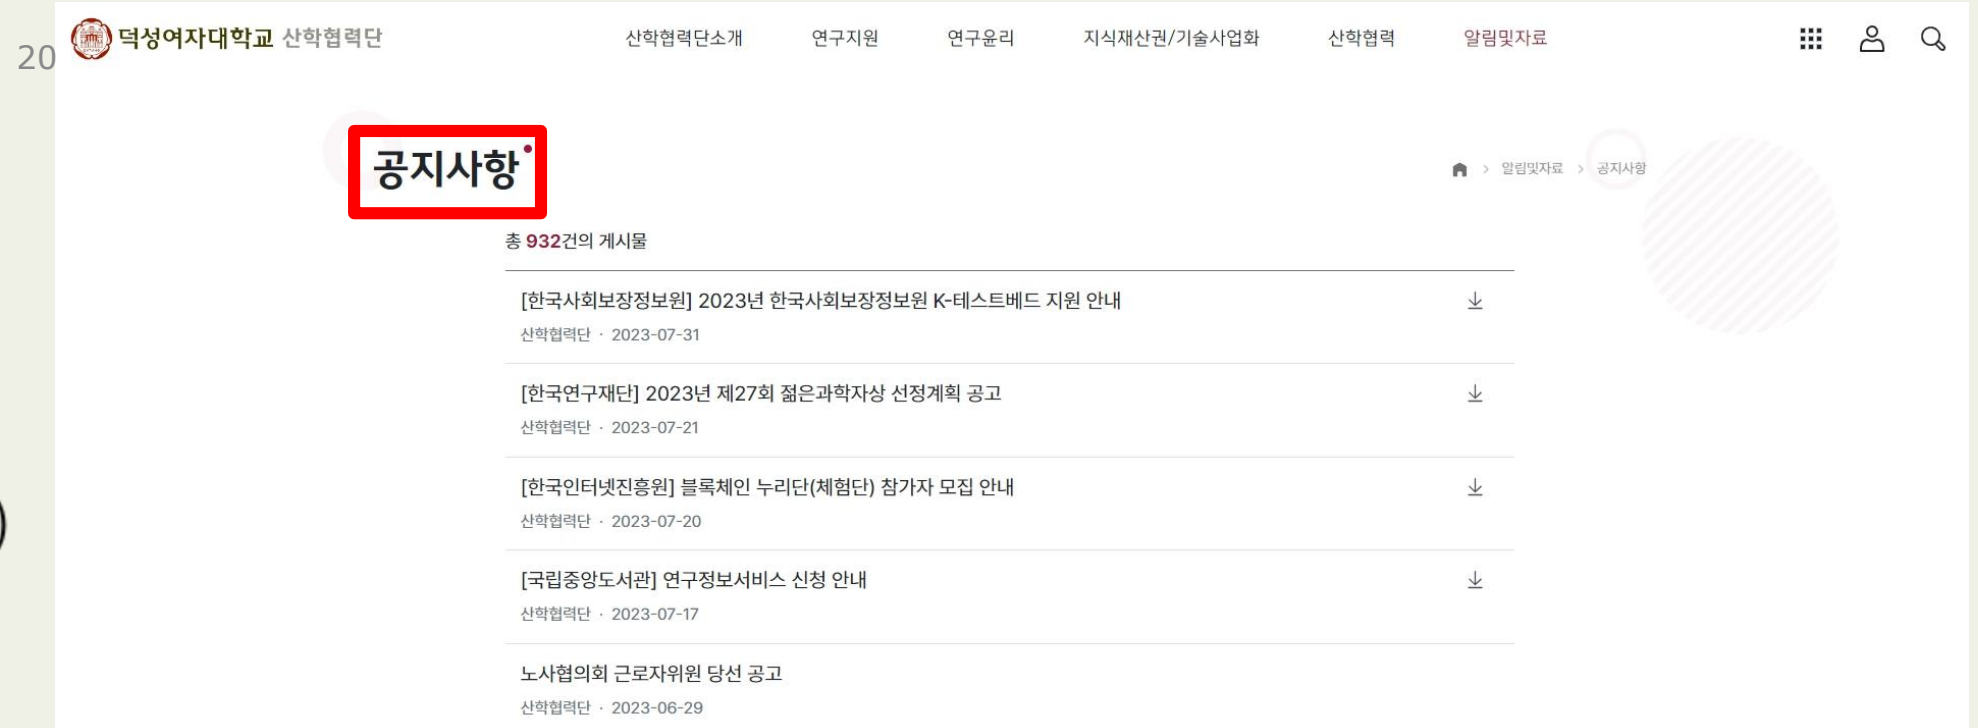 20
덕성여자대학교 산학협력단
산학협력단소개 연구지원 연구윤리 지식재산권/기술사업화 산학협력 알림및자료
공지사항
알림및자료 > 공지사항
총 932건의 게시물
[한국사회보장정보원] 2023년 한국사회보장정보원 K-테스트베드 지원 안내
산학협력단 · 2023-07-31
[한국연구재단] 2023년 제27회 젊은과학자상 선정계획 공고
산학협력단 · 2023-07-21
[한국인터넷진흥원] 블록체인 누리단(체험단) 참가자 모집 안내
산학협력단 · 2023-07-20
[국립중앙도서관] 연구정보서비스 신청 안내
산학협력단 · 2023-07-17
노사협의회 근로자위원 당선 공고
산학협력단 · 2023-06-29